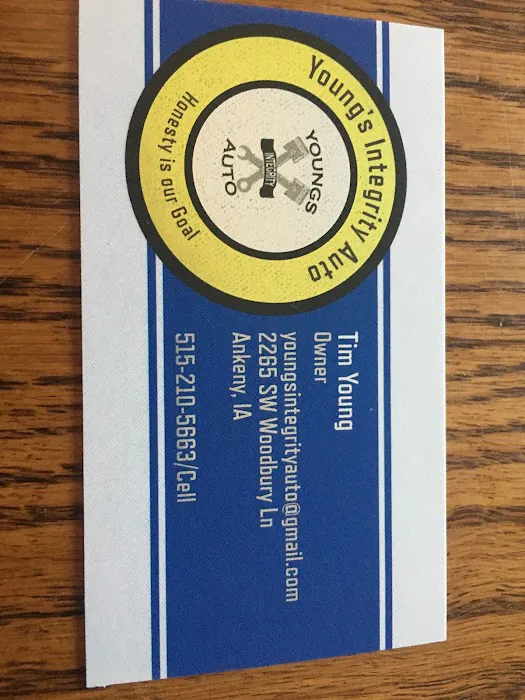 Young's Integrity Auto
YOUNGS
INTEGRITY
AUTO
Honesty is our Goal
Tim Young
Owner
youngsintegrityauto@gmail.com
2265 SW Woodbury Ln
Ankeny, IA
515-210-5663/Cell